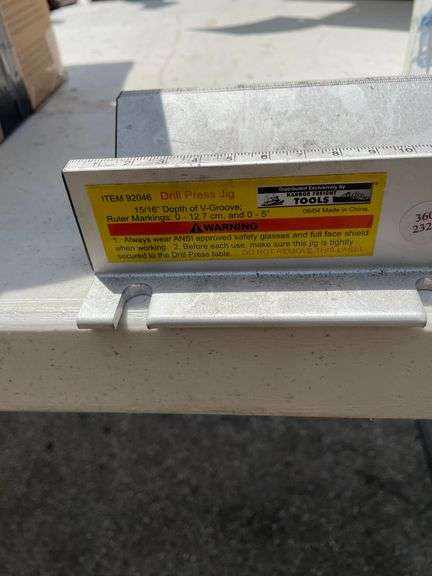 ITEM 92046 Drill Press Jig
15/16" Depth of V-Groove;
Ruler Markings: 0 - 12.7 cm, and 0 - 5".
Distributed Exclusively by
HARBOR FREIGHT
TOOLS
06/04 Made in China
WARNING
1. Always wear ANSI approved safety glasses and full face shield
when working. 2. Before each use, make sure this jig is tightly
secured to the Drill Press table. DO NOT REMOVE THIS LABEL.
360
232